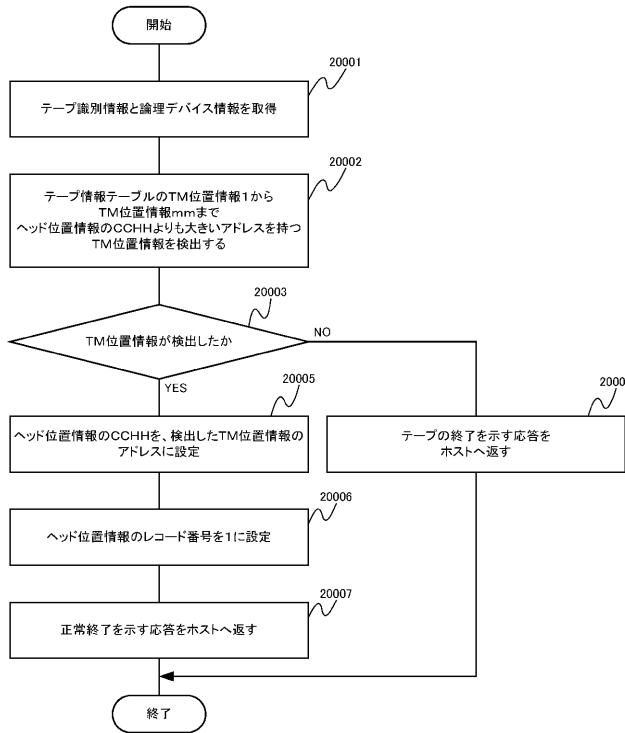 開始
20001
テープ識別情報と論理デバイス情報を取得
20002
テープ情報テーブルのTM位置情報1から
TM位置情報mmまで
ヘッド位置情報のCCHHよりも大きいアドレスを持つ
TM位置情報を検出する
20003
TM位置情報が検出したか
NO
YES
20005
2000
ヘッド位置情報のCCHHを、検出したTM位置情報の
アドレスに設定
テープの終了を示す応答を
ホストへ返す
20006
ヘッド位置情報のレコード番号を1に設定
20007
正常終了を示す応答をホストへ返す
終了